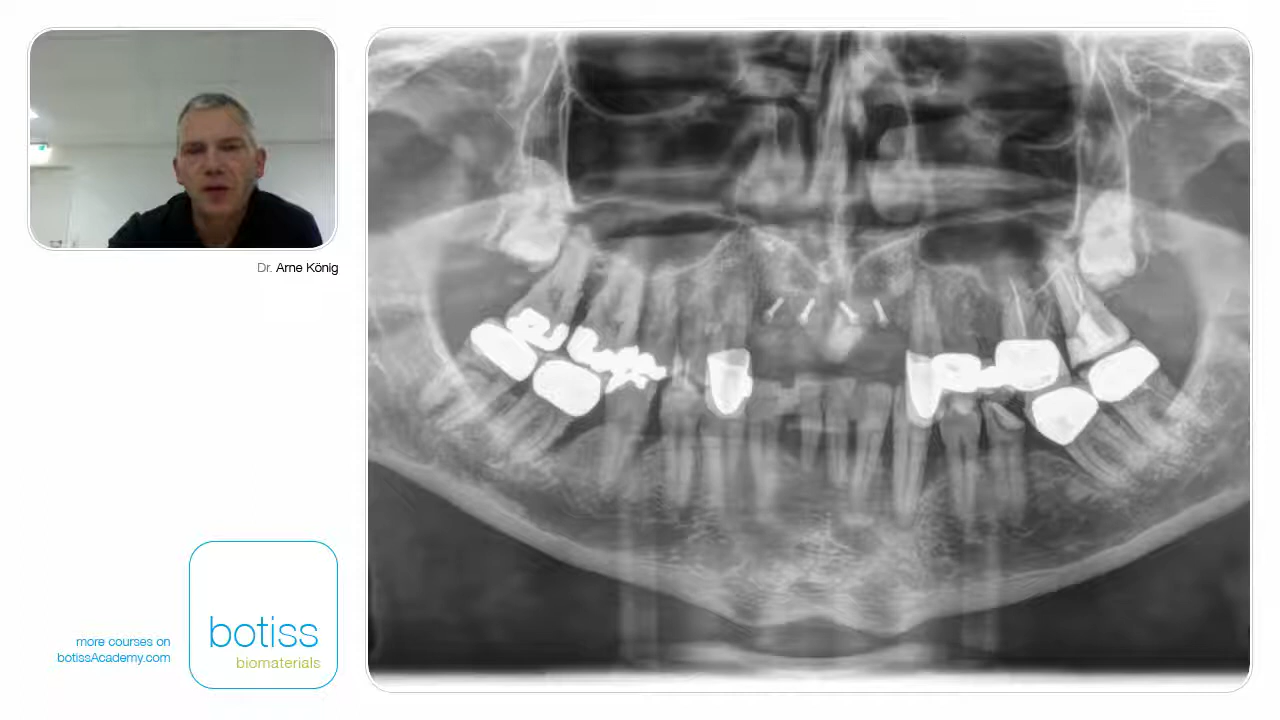 Dr. Arne König
botiss
biomaterials
more courses on
botissAcademy.com